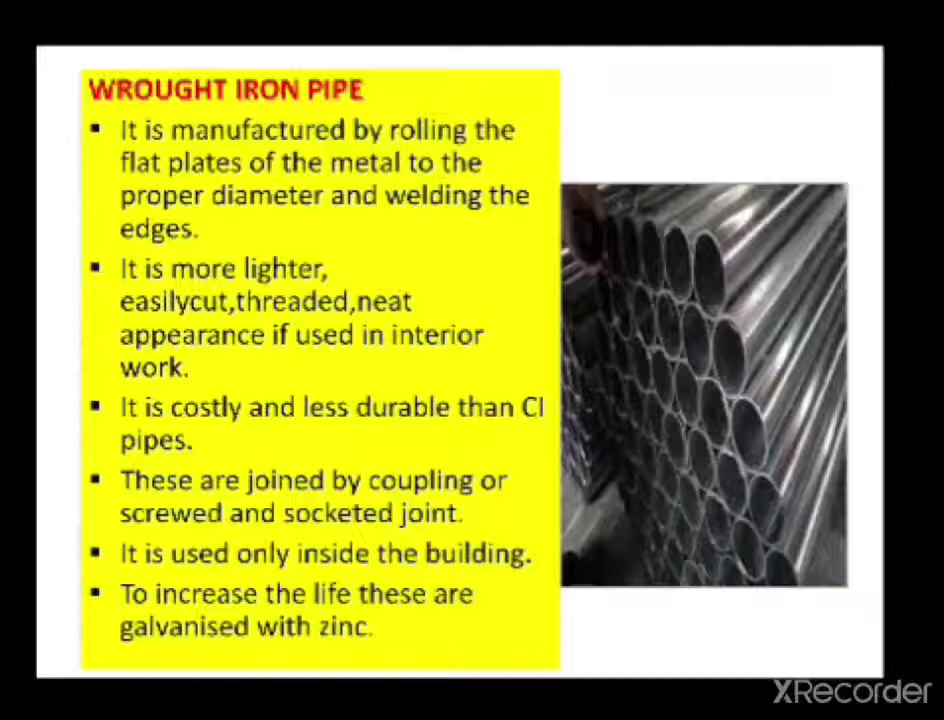 WROUGHT IRON PIPE
▪ It is manufactured by rolling the
flat plates of the metal to the
proper diameter and welding the
edges.
▪ It is more lighter,
easilycut,threaded,neat
appearance if used in interior
work.
▪ It is costly and less durable than CI
pipes.
▪ These are joined by coupling or
screwed and socketed joint.
▪ It is used only inside the building.
▪ To increase the life these are
galvanised with zinc.
XRecorder